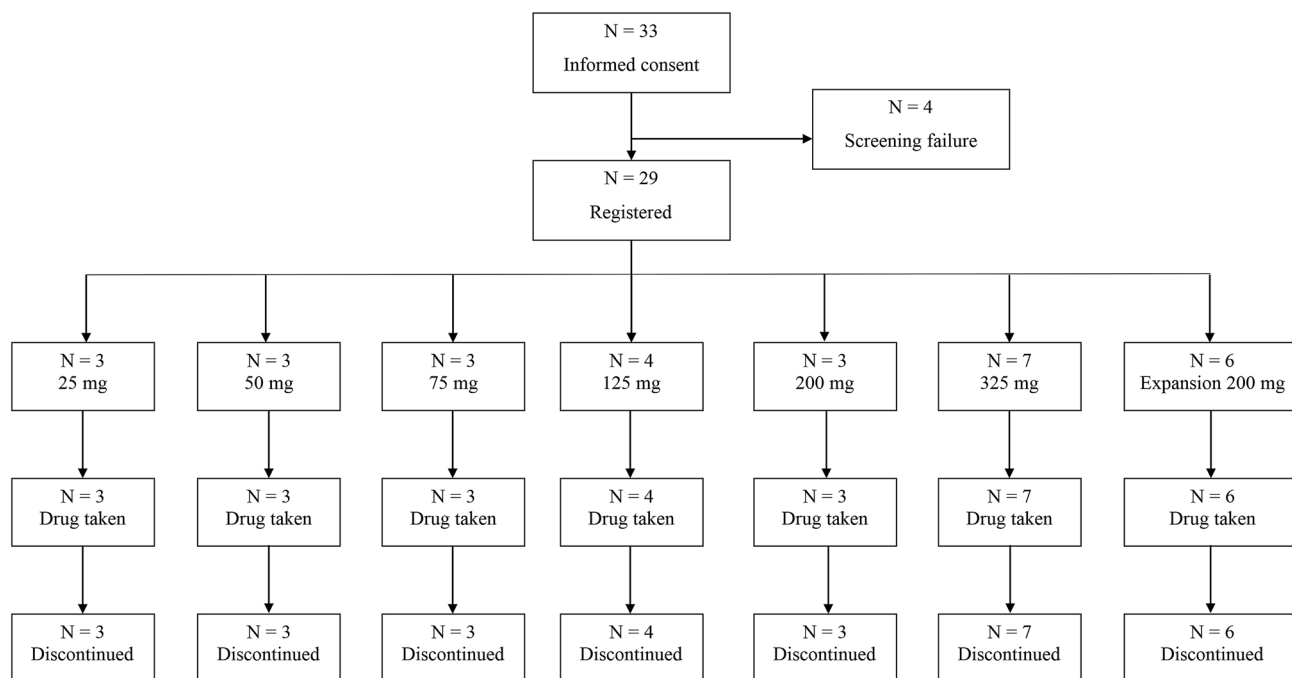 N = 33
Informed consent
N = 4
Screening failure
N = 29
Registered
N = 3
25 mg
N = 3
50 mg
N = 3
75 mg
N = 4
125 mg
N = 3
200 mg
N = 7
325 mg
N = 6
Expansion 200 mg
N = 3
Drug taken
N = 3
Drug taken
N = 3
Drug taken
N = 4
Drug taken
N = 3
Drug taken
N = 7
Drug taken
N = 6
Drug taken
N = 3
Discontinued
N = 3
Discontinued
N = 3
Discontinued
N = 4
Discontinued
N = 3
Discontinued
N = 7
Discontinued
N = 6
Discontinued